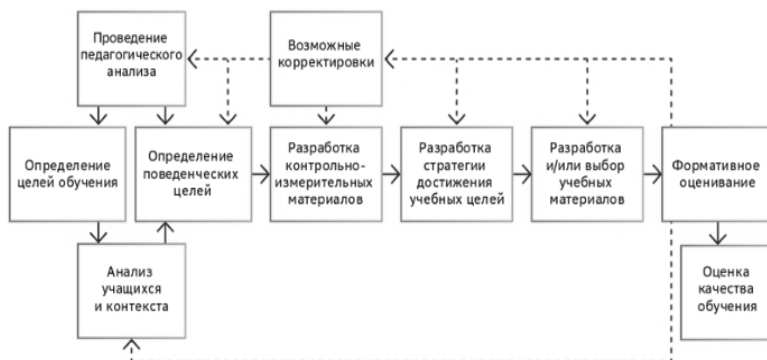 Проведение
педагогического
анализа
Возможные
корректировки
Определение
целей обучения
Определение
поведенческих
целей
Разработка
контрольно-
измерительных
материалов
Разработка
стратегии
достижения
учебных целей
Разработка
и/или выбор
учебных
материалов
Формативное
оценивание
Анализ
учащихся
и контекста
Оценка
качества
обучения